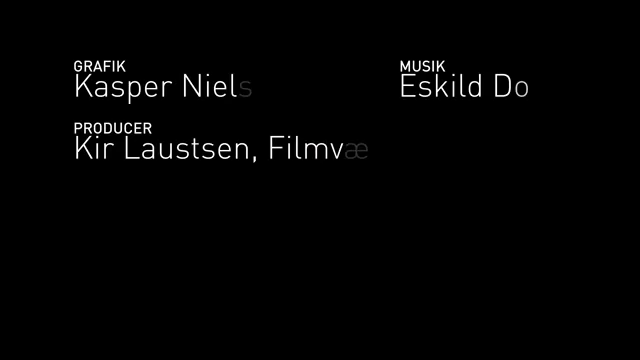 GRAFIK
Kasper Niels
MUSIK
Eskild Do
PRODUCER
Kir Laustsen, Filmvæ